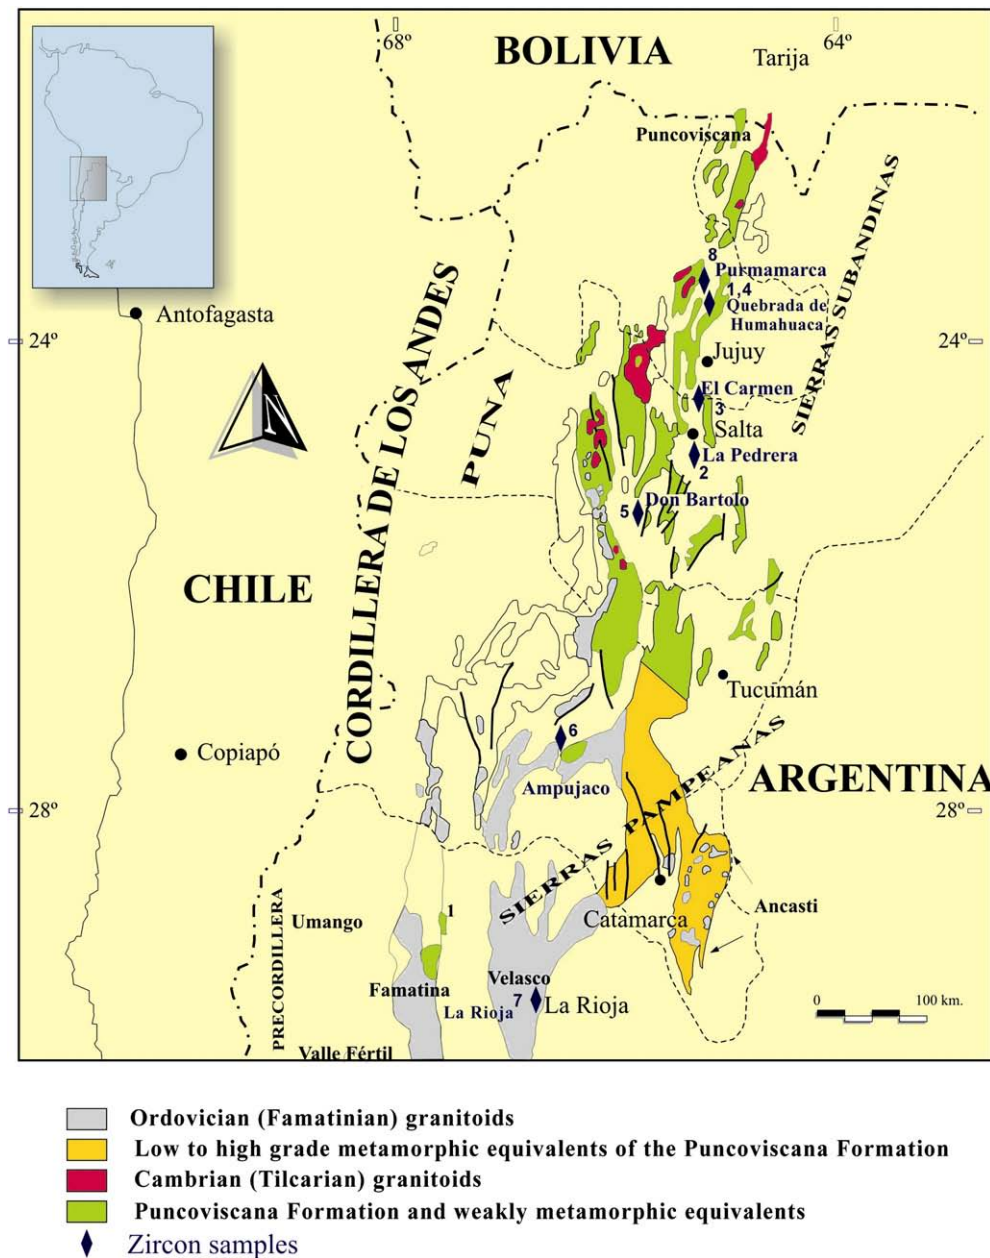 68º
64º
BOLIVIA
Tarija
Puncoviscana
SIERRAS SUBANDINAS
8
Purmamarca
1,4
Quebrada de
Humahuaca
Antofagasta
24º
24º
N
Jujuy
CORDILLERA DE LOS ANDES
PUNA
El Carmen
3
Salta
La Pedrera
2
Don Bartolo
5
CHILE
Tucumán
6
Copiapó
Ampujaco
ARGENTINA
SIERRAS PAMPEANAS
28º
28º
Umango
1
Catamarca
Ancasti
PRECORDILLERA
Famatina
Velasco
La Rioja
7
La Rioja
0
100 km.
Valle Fértil
Ordovician (Famatinian) granitoids
Low to high grade metamorphic equivalents of the Puncoviscana Formation
Cambrian (Tilcarian) granitoids
Puncoviscana Formation and weakly metamorphic equivalents
Zircon samples